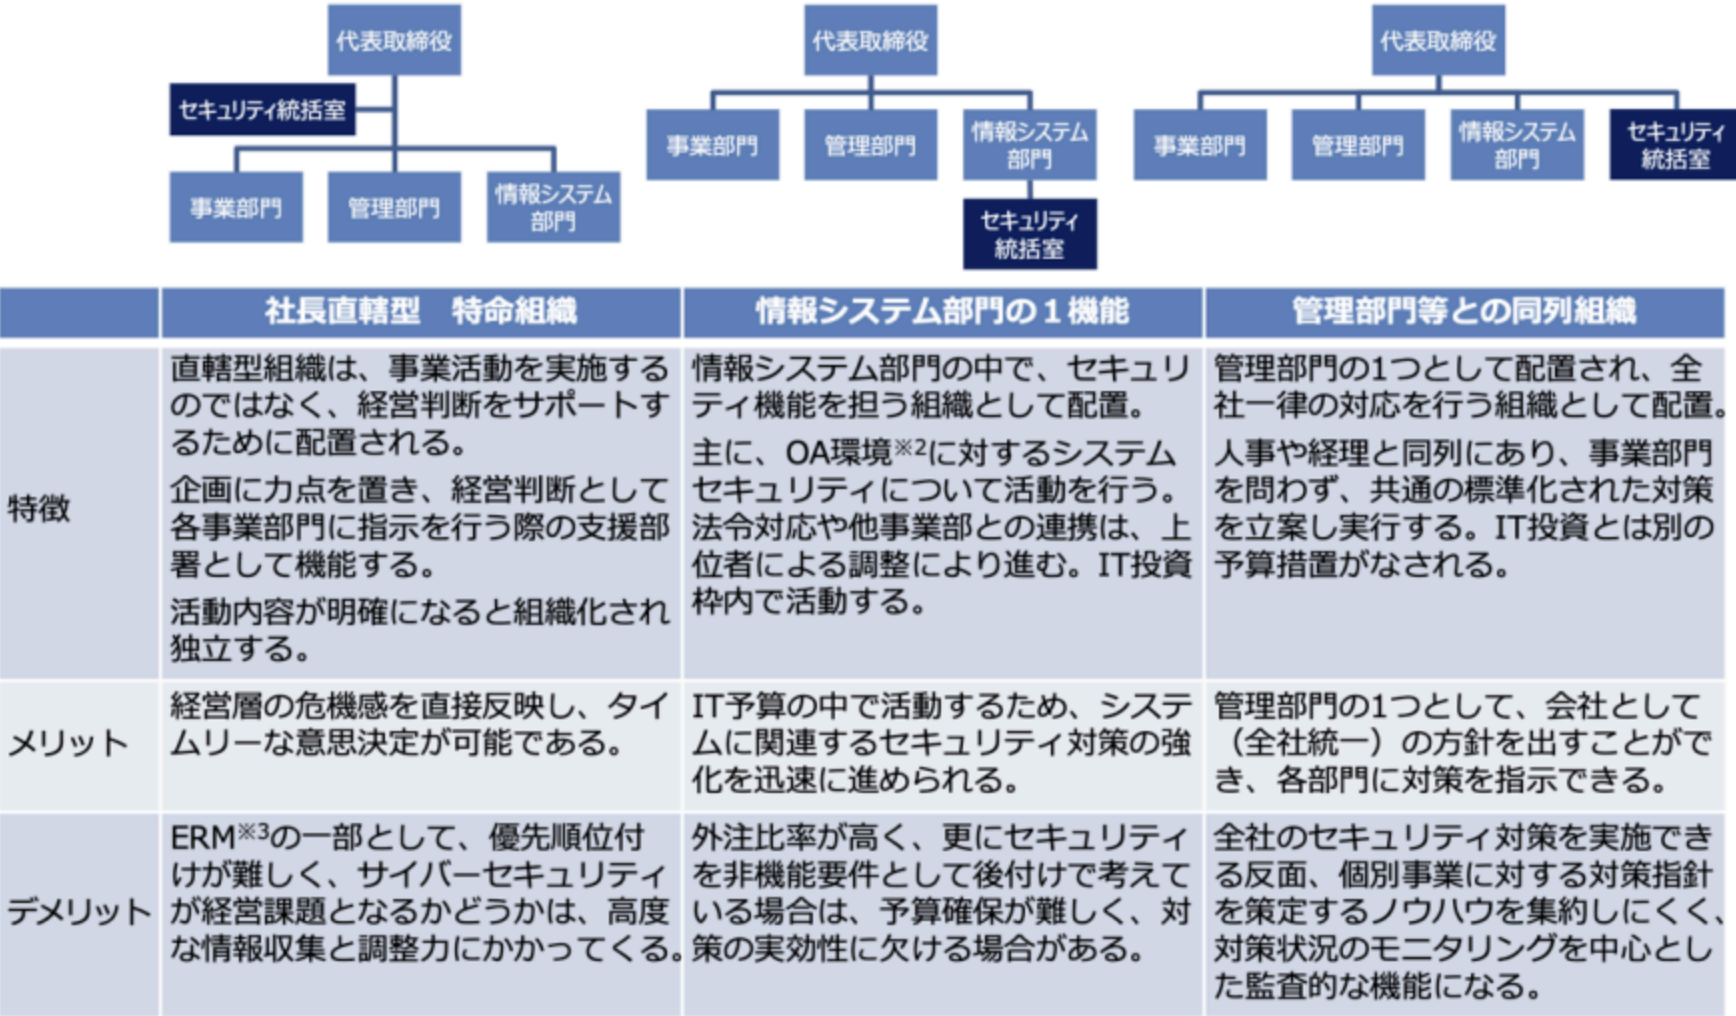 代表取締役
セキュリティ統括室
事業部門
管理部門
情報システム
部門
代表取締役
事業部門
管理部門
情報システム
部門
セキュリティ
統括室
代表取締役
事業部門
管理部門
情報システム
部門
セキュリティ
統括室
社長直轄型　特命組織
情報システム部門の１機能
管理部門等との同列組織
特徴
直轄型組織は、事業活動を実施する
のではなく、経営判断をサポートす
るために配置される。
企画に力点を置き、経営判断として
各事業部門に指示を行う際の支援部
署として機能する。
活動内容が明確になると組織化され
独立する。
情報システム部門の中で、セキュリ
ティ機能を担う組織として配置。
主に、OA環境※2に対するシステム
セキュリティについて活動を行う。
法令対応や他事業部との連携は、上
位者による調整により進む。IT投資
枠内で活動する。
管理部門の1つとして配置され、全
社一律の対応を行う組織として配置。
人事や経理と同列にあり、事業部門
を問わず、共通の標準化された対策
を立案し実行する。IT投資とは別の
予算措置がなされる。
メリット
経営層の危機感を直接反映し、タイ
ムリーな意思決定が可能である。
IT予算の中で活動するため、システ
ムに関連するセキュリティ対策の強
化を迅速に進められる。
管理部門の1つとして、会社として
（全社統一）の方針を出すことがで
き、各部門に対策を指示できる。
デメリット
ERM※3の一部として、優先順位付
けが難しく、サイバーセキュリティ
が経営課題となるかどうかは、高度
な情報収集と調整力にかかってくる。
外注比率が高く、更にセキュリティ
を非機能要件として後付けで考えて
いる場合は、予算確保が難しく、対
策の実効性に欠ける場合がある。
全社のセキュリティ対策を実施でき
る反面、個別事業に対する対策指針
を策定するノウハウを集約しにくく、
対策状況のモニタリングを中心とし
た監査的な機能になる。